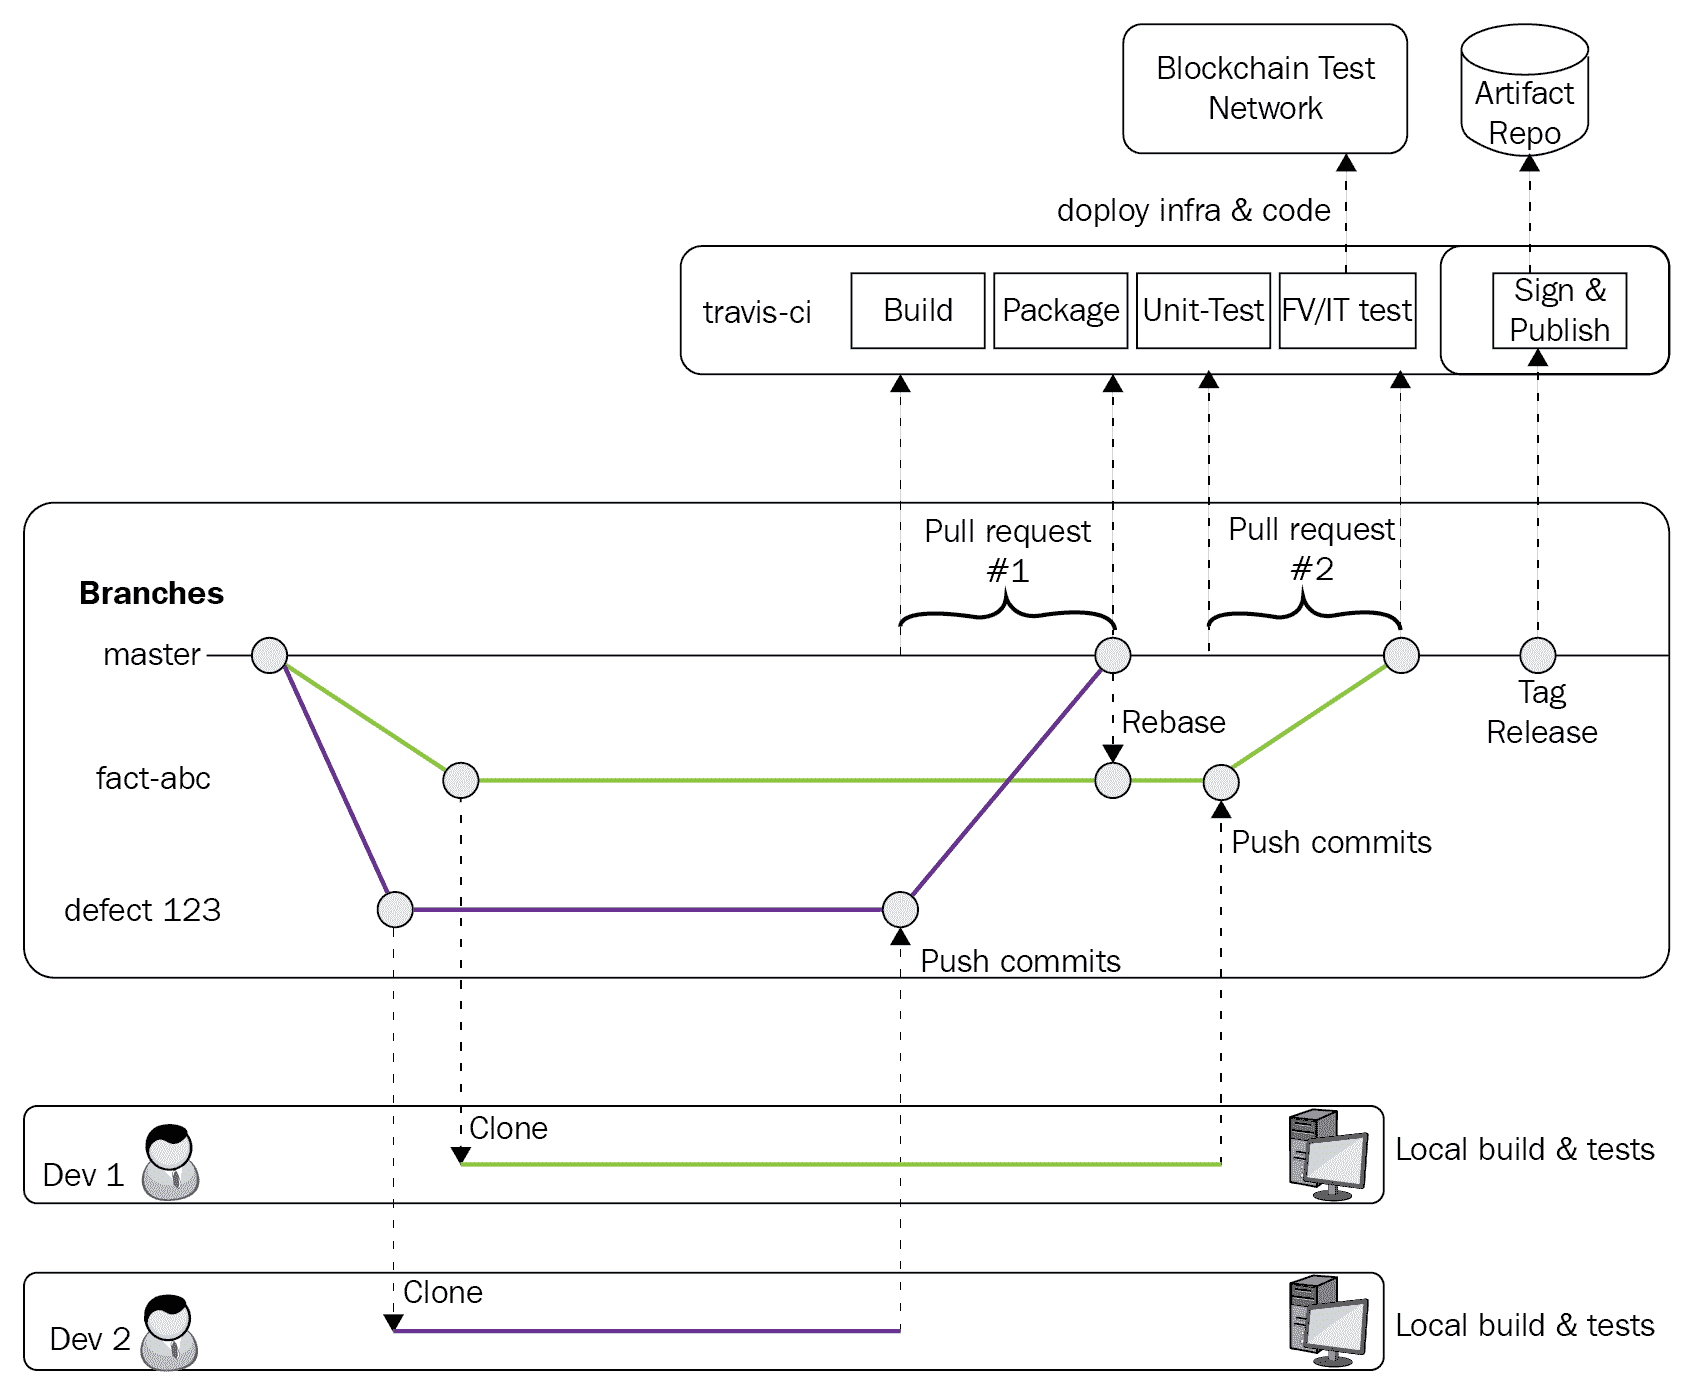 Blockchain Test
Network
Artifact
Repo
doploy infra & code
travis-ci
Build
Package
Unit-Test
FV/IT test
Sign &
Publish
Pull request
#1
Pull request
#2
Branches
master
Rebase
Tag
Release
fact-abc
Push commits
defect 123
Push commits
Clone
Dev 1
Local build & tests
Clone
Dev 2
Local build & tests